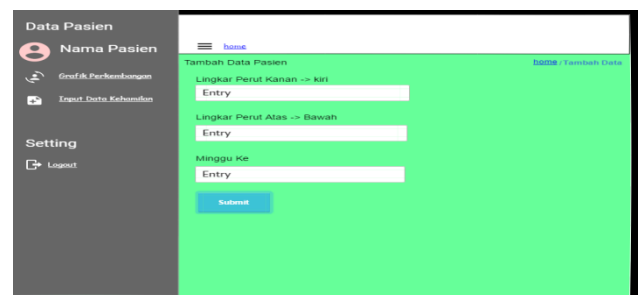 Data Pasien
Nama Pasien
Grafik Perkembangan
Input Data Kehamilan
Setting
Logout
home
Tambah Data Pasien
home / Tambah Data
Lingkar Perut Kanan -> kiri
Entry
Lingkar Perut Atas -> Bawah
Entry
Minggu Ke
Entry
Submit